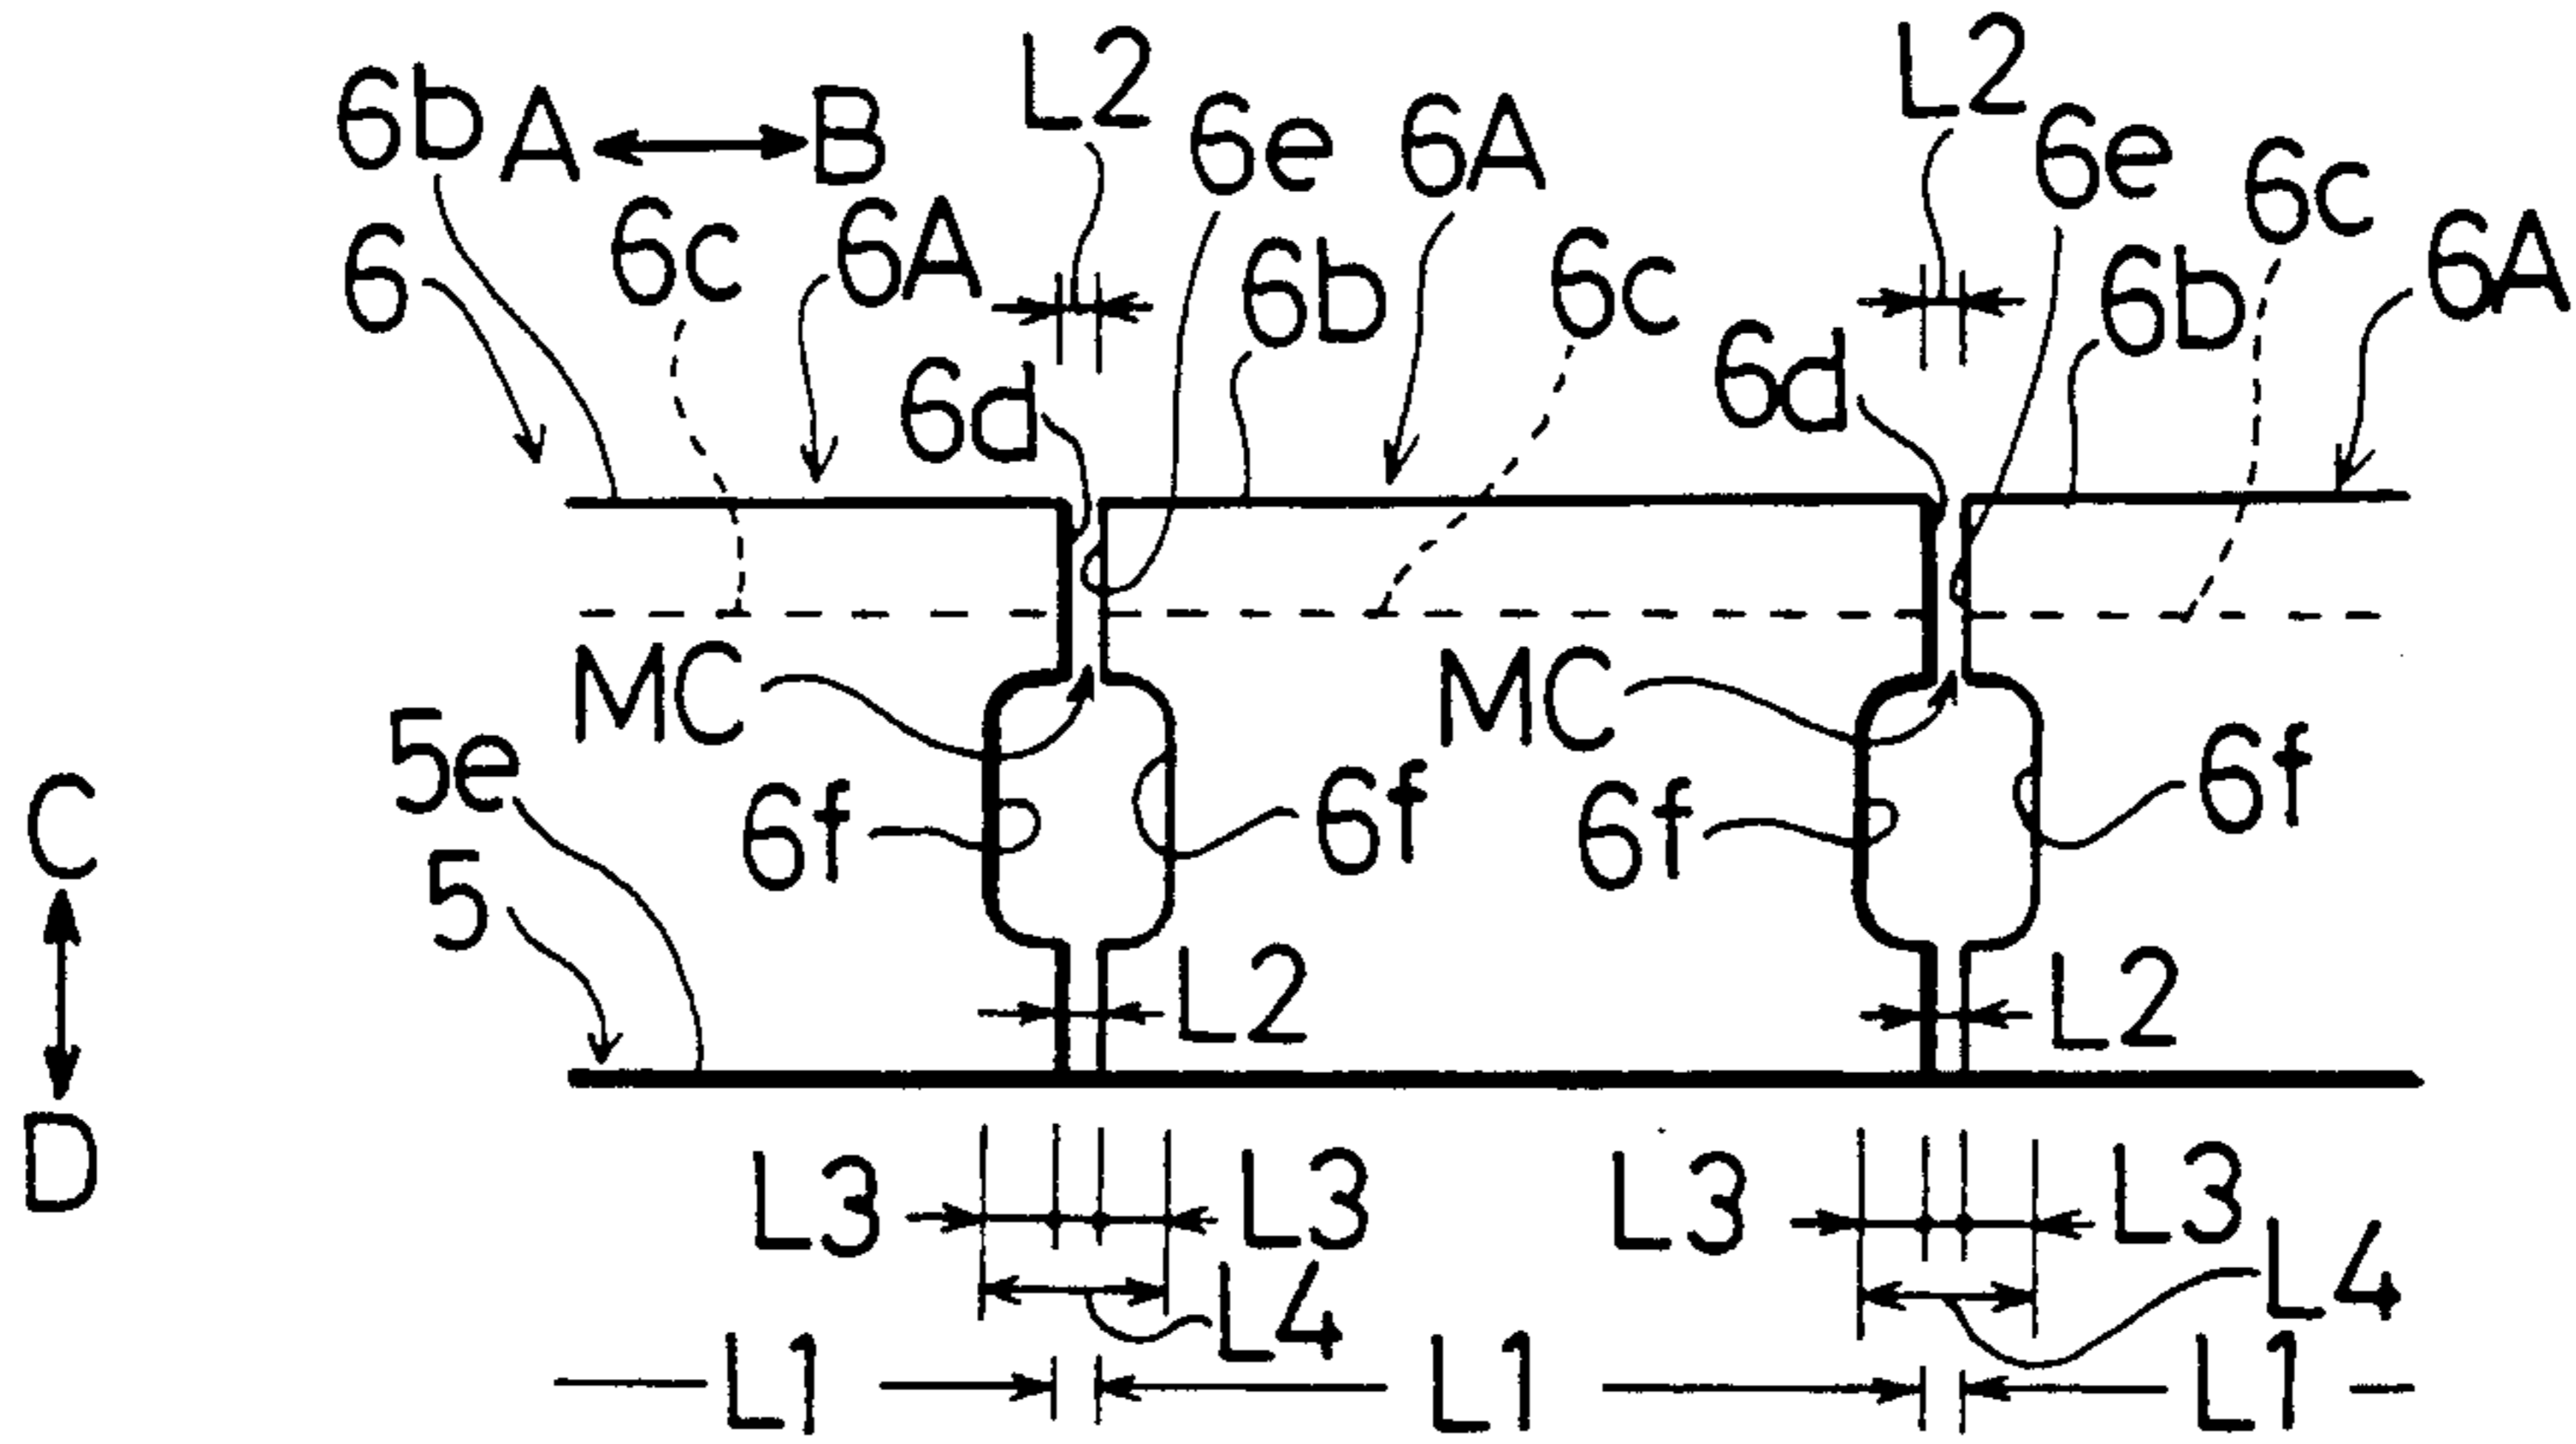 6b A B L2 6e 6A L2 6e 6c
6 6c 6A 6b 6c 6b 6A
6d 6d
MC MC
5e 6f 6f 6f 6f
C 5
L2 L2
D L3 L3 L3 L3
L4 L4
L1 L1 L1